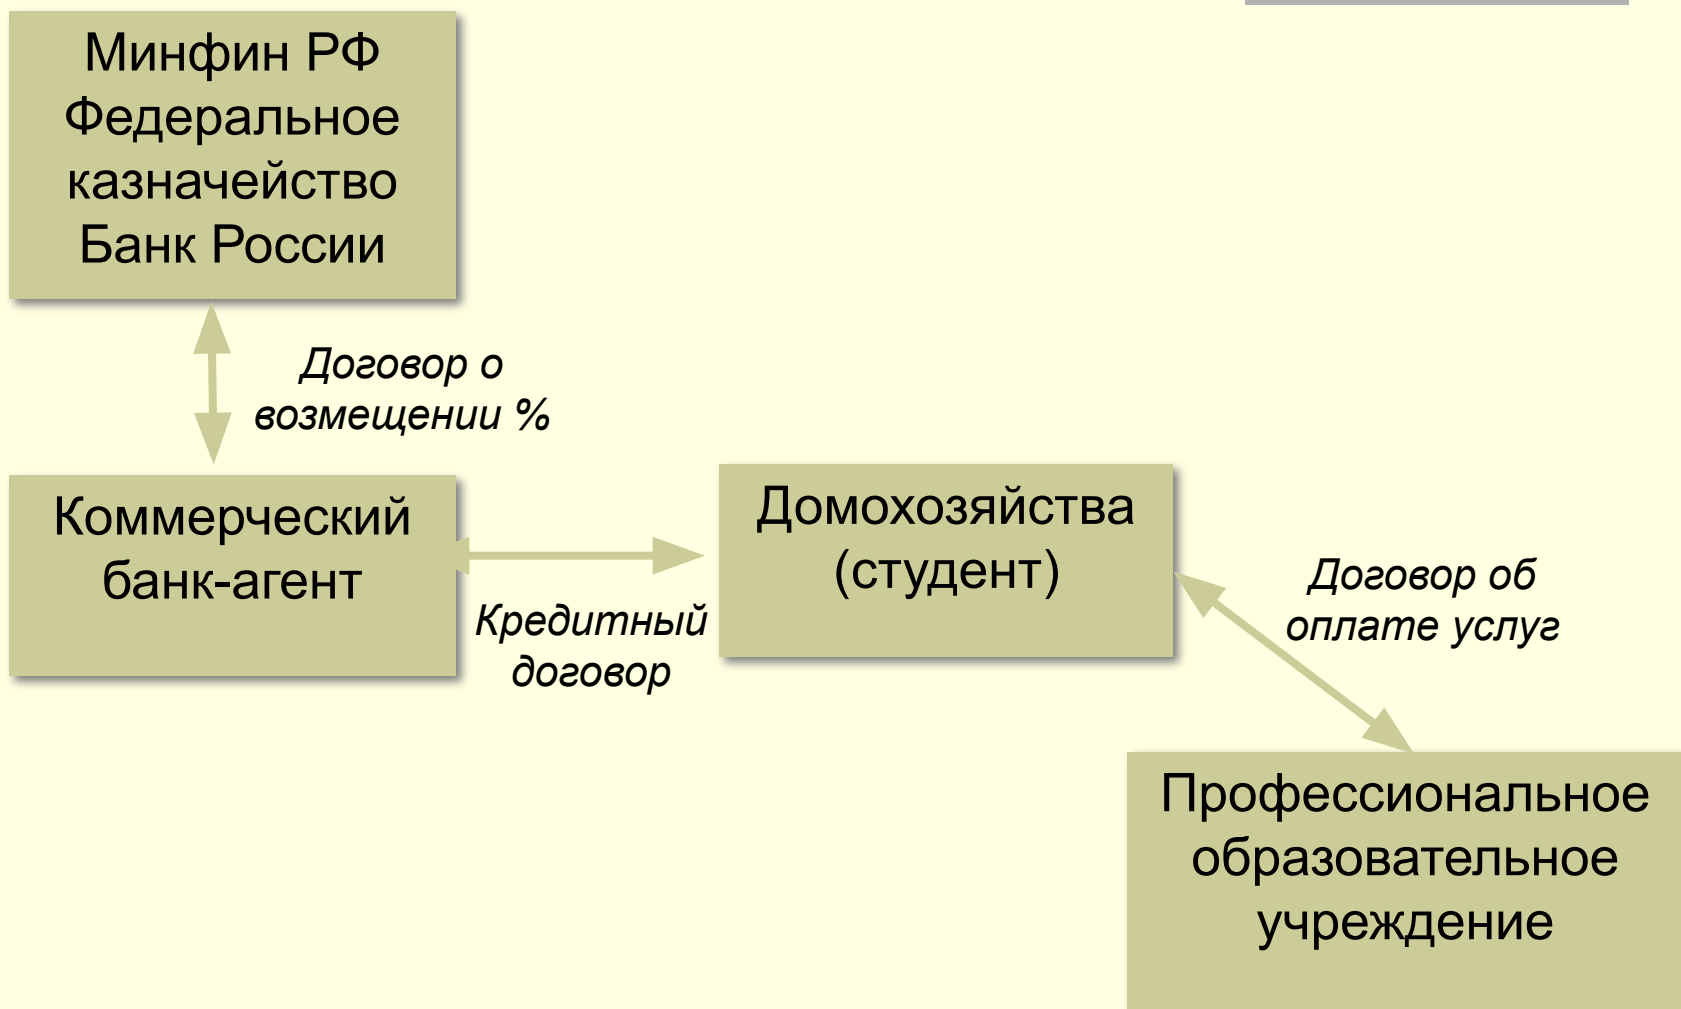 Минфин РФ
Федеральное
казначейство
Банк России
Договор о
возмещении %
Коммерческий
банк-агент
Кредитный
договор
Домохозяйства
(студент)
Договор об
оплате услуг
Профессиональное
образовательное
учреждение